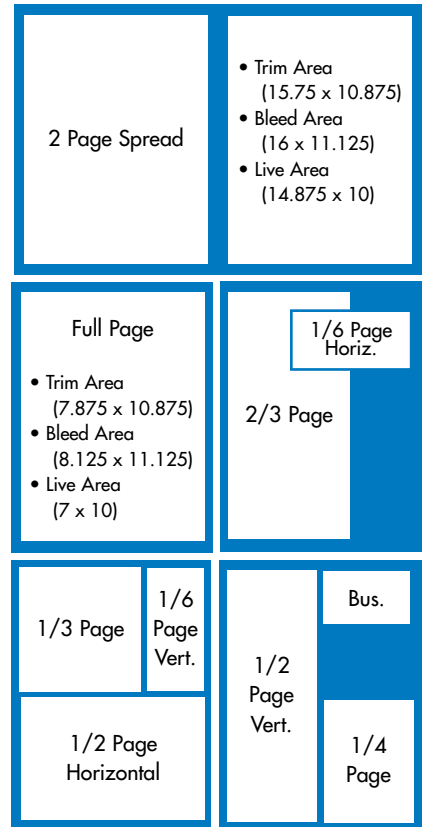 2 Page Spread
• Trim Area
(15.75 x 10.875)
• Bleed Area
(16 x 11.125)
• Live Area
(14.875 x 10)
Full Page
• Trim Area
(7.875 x 10.875)
• Bleed Area
(8.125 x 11.125)
• Live Area
(7 x 10)
1/6 Page
Horiz.
2/3 Page
1/3 Page
1/6
Page
Vert.
1/2 Page
Horizontal
1/2
Page
Vert.
Bus.
1/4
Page